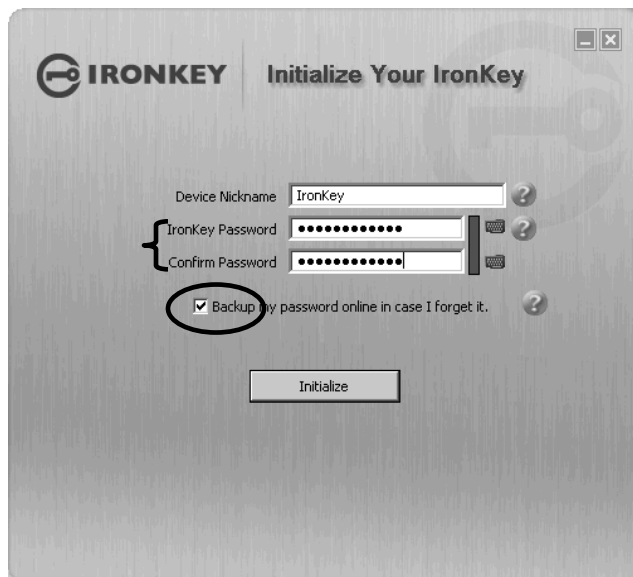 IRONKEY
Initialize Your IronKey
Device Nickname IronKey ?
IronKey Password ●●●●●●●●●●●● ?
Confirm Password ●●●●●●●●●●●●
Backup my password online in case I forget it. ?
Initialize